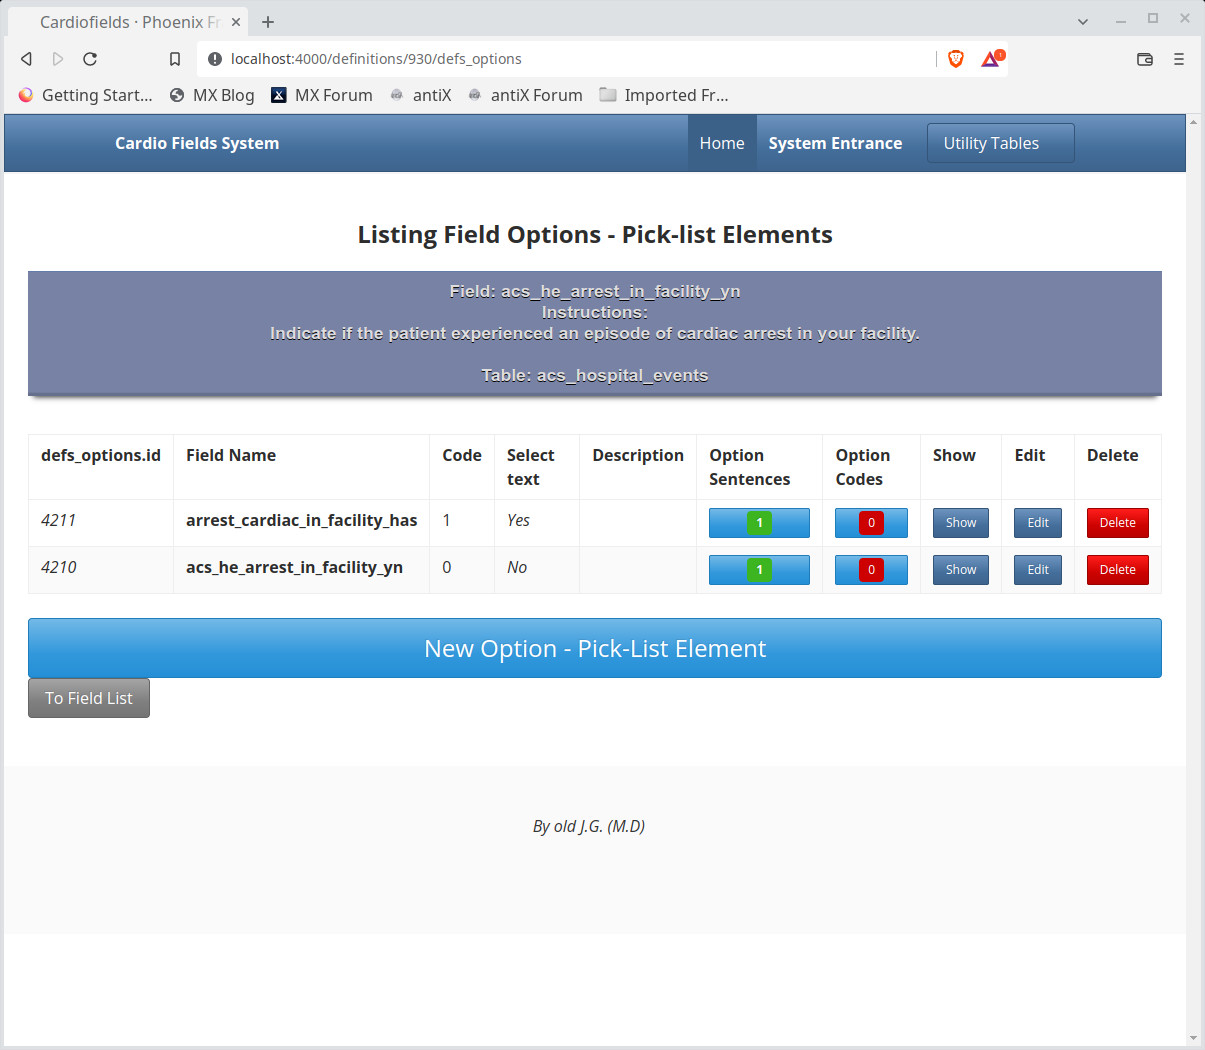 Cardiofields · Phoenix Fr
localhost:4000/definitions/930/defs_options
1
Getting Start... MX Blog MX Forum antiX antiX Forum Imported Fr...
Cardio Fields System Home System Entrance Utility Tables
Listing Field Options - Pick-list Elements
Field: acs_he_arrest_in_facility_yn
Instructions:
Indicate if the patient experienced an episode of cardiac arrest in your facility.
Table: acs_hospital_events
defs_options.id Field Name Code Select text Description Option Sentences Option Codes Show Edit Delete
4211 arrest_cardiac_in_facility_has 1 Yes 1 0 Show Edit Delete
4210 acs_he_arrest_in_facility_yn 0 No 1 0 Show Edit Delete
New Option - Pick-List Element
To Field List
By old J.G. (M.D)